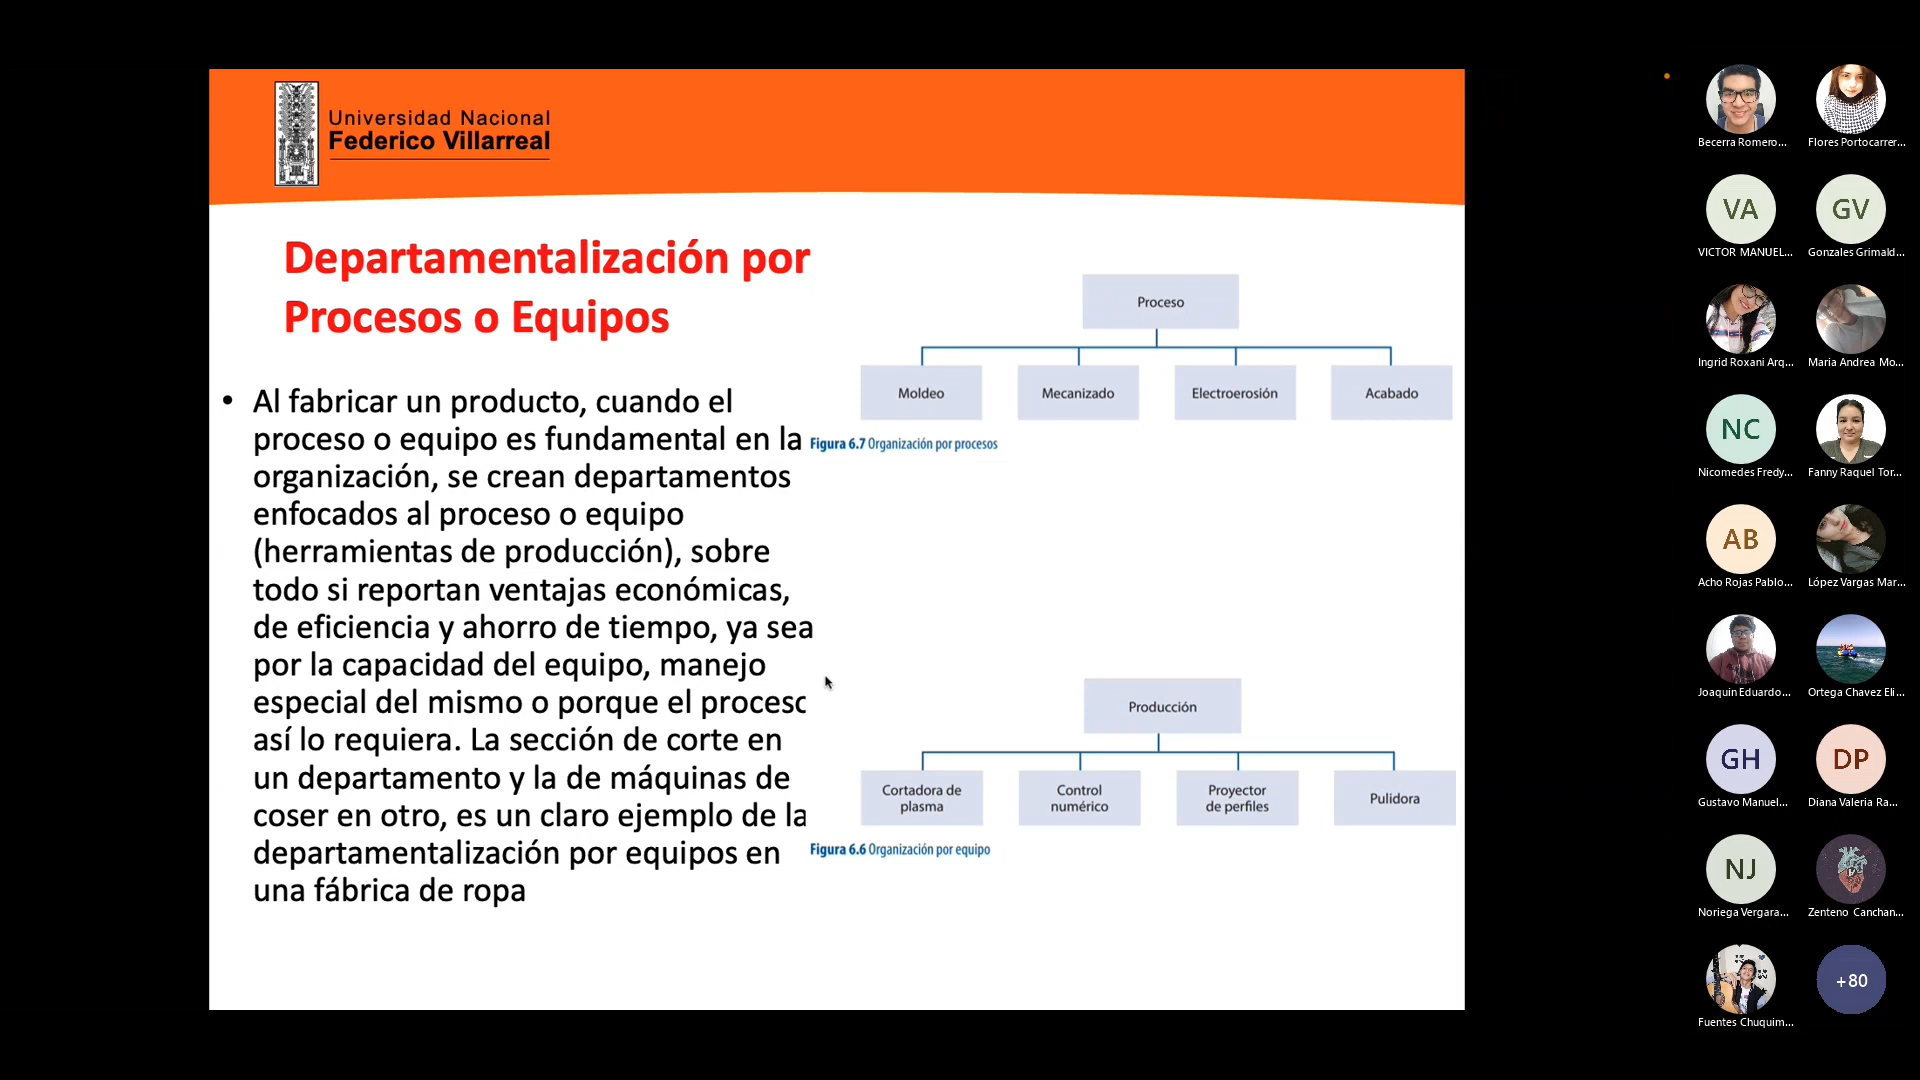 Universidad Nacional
Federico Villarreal
Departamentalización por
Procesos o Equipos
• Al fabricar un producto, cuando el
proceso o equipo es fundamental en la
organización, se crean departamentos
enfocados al proceso o equipo
(herramientas de producción), sobre
todo si reportan ventajas económicas,
de eficiencia y ahorro de tiempo, ya sea
por la capacidad del equipo, manejo
especial del mismo o porque el proceso
así lo requiera. La sección de corte en
un departamento y la de máquinas de
coser en otro, es un claro ejemplo de la
departamentalización por equipos en
una fábrica de ropa
Proceso
Moldeo
Mecanizado
Electroerosión
Acabado
Figura 6.7 Organización por procesos
Producción
Cortadora de
plasma
Control
numérico
Proyector
de perfiles
Pulidora
Figura 6.6 Organización por equipo
Becerra Romero...
Flores Portocarrer...
VA
GV
VICTOR MANUEL...
Gonzales Grimald...
Ingrid Roxani Arq...
Maria Andrea Mo...
NC
Nicomedes Fredy...
Fanny Raquel Tor...
AB
Acho Rojas Pablo...
López Vargas Mar...
Joaquin Eduardo...
Ortega Chavez Eli...
GH
DP
Gustavo Manuel...
Diana Valeria Ra...
NJ
Noriega Vergara...
Zenteno Canchan...
+80
Fuentes Chuquim...